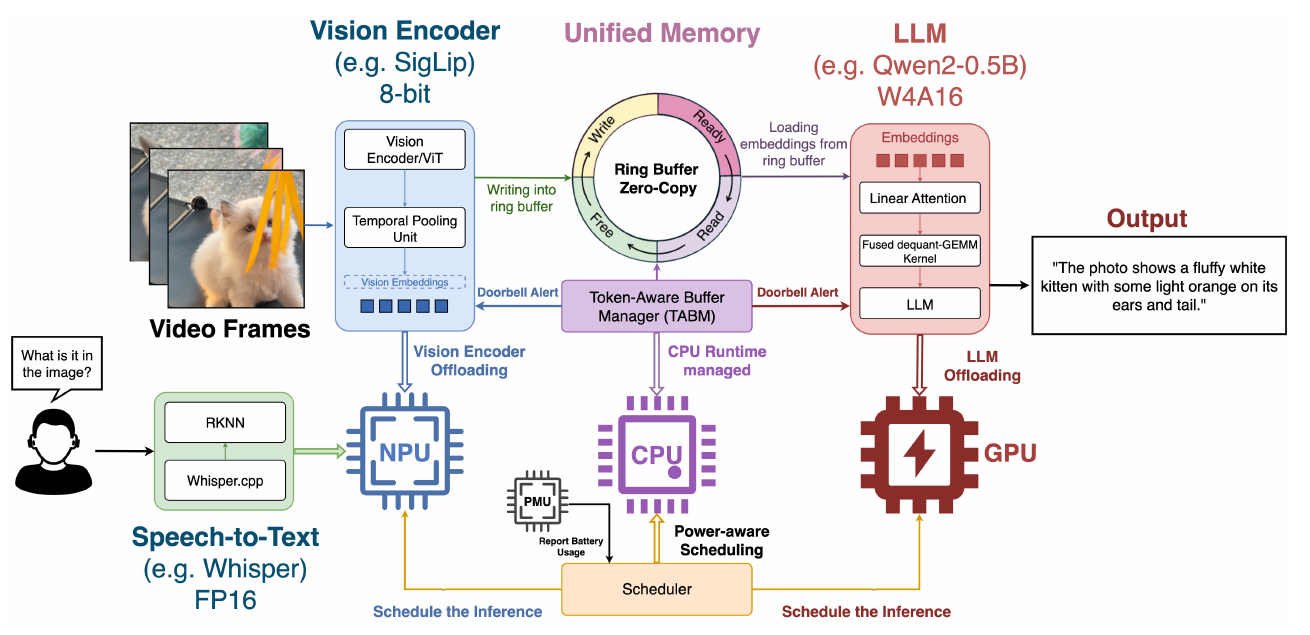 Vision Encoder
(e.g. SigLip)
8-bit
Unified Memory
LLM
(e.g. Qwen2-0.5B)
W4A16
Vision
Encoder/ViT
Temporal Pooling
Unit
Vision Embeddings
Video Frames
Writing into
ring buffer
Write
Ready
Read
Free
Ring Buffer
Zero-Copy
Loading
embeddings from
ring buffer
Embeddings
Linear Attention
Fused dequant-GEMM
Kernel
LLM
Output
"The photo shows a fluffy white
kitten with some light orange on its
ears and tail."
Doorbell Alert
Token-Aware Buffer
Manager (TABM)
Doorbell Alert
Vision Encoder
Offloading
CPU Runtime
managed
LLM
Offloading
What is it in
the image?
RKNN
Whisper.cpp
Speech-to-Text
(e.g. Whisper)
FP16
NPU
CPU
GPU
PMU
Report Battery
Usage
Power-aware
Scheduling
Scheduler
Schedule the Inference
Schedule the Inference